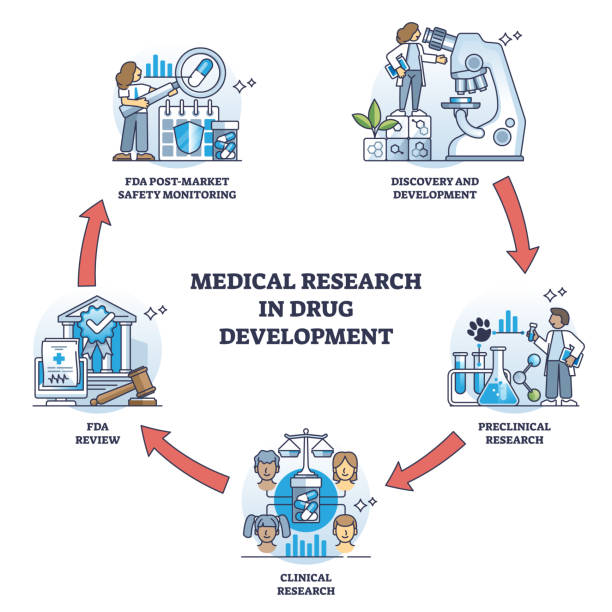 MEDICAL RESEARCH
IN DRUG
DEVELOPMENT
DISCOVERY AND
DEVELOPMENT
PRECLINICAL
RESEARCH
CLINICAL
RESEARCH
FDA
REVIEW
FDA POST-MARKET
SAFETY MONITORING